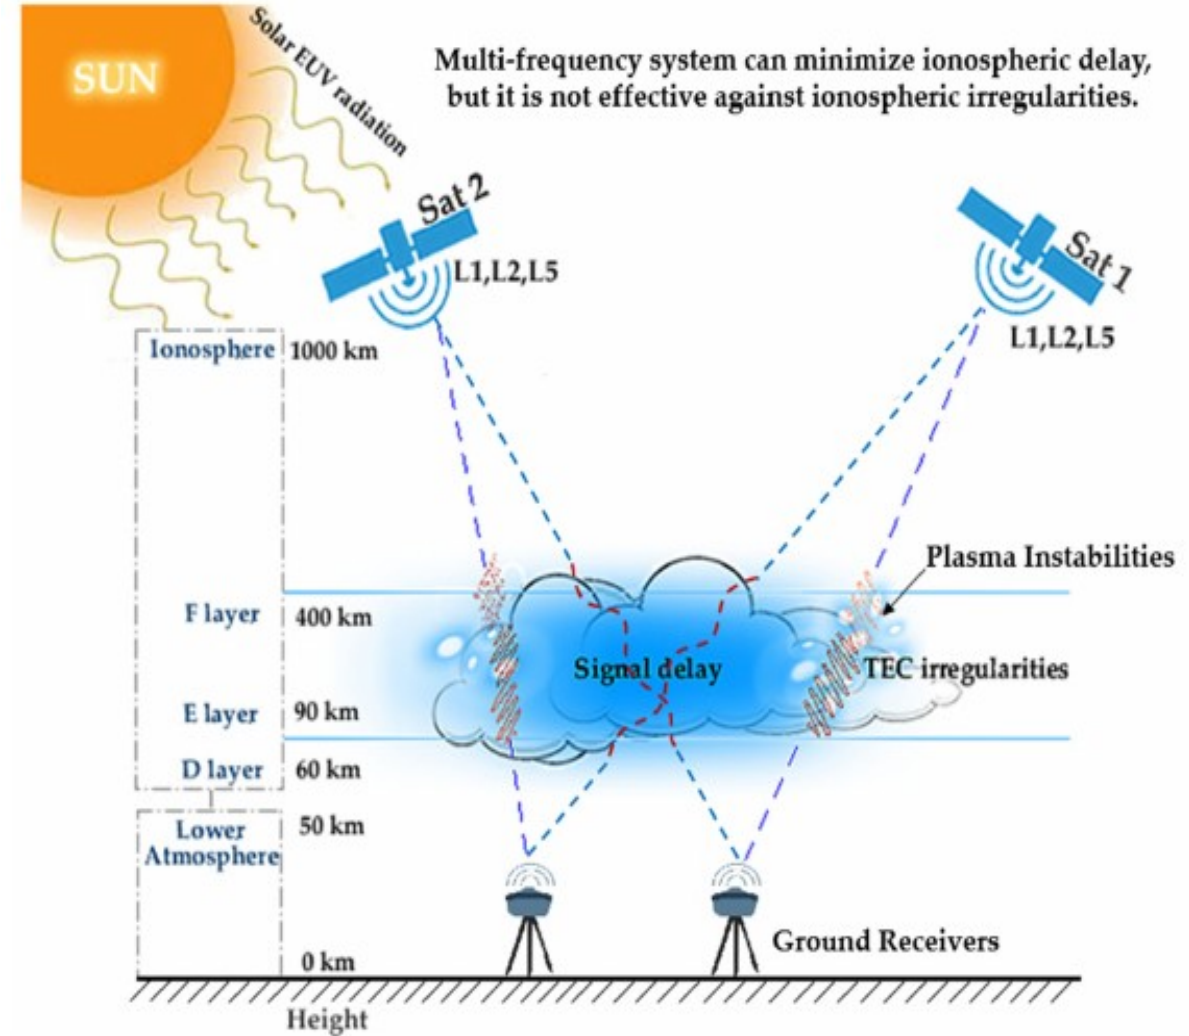 SUN
Solar EUV radiation
Multi-frequency system can minimize ionospheric delay,
but it is not effective against ionospheric irregularities.
Sat 2
L1,L2,L5
Sat 1
L1,L2,L5
Ionosphere 1000 km
Plasma Instabilities
F layer 400 km
Signal delay
TEC irregularities
E layer 90 km
D layer 60 km
Lower 50 km
Atmosphere
Ground Receivers
0 km
Height